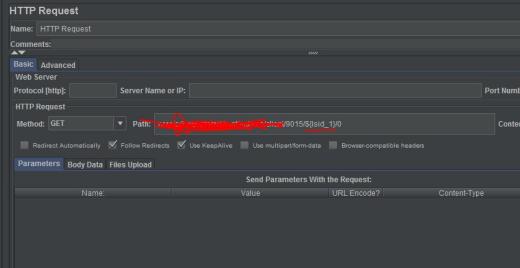 HTTP Request
Name: HTTP Request
Comments:
Basic Advanced
Web Server
Protocol [http]: Server Name or IP: Port Numb
HTTP Request
Method: GET Path: /9015/${lsid_1}/0 Conte
Redirect Automatically Follow Redirects Use KeepAlive Use multipart/form-data Browser-compatible headers
Parameters Body Data Files Upload
Send Parameters With the Request:
Name: Value URL Encode? Content-Type